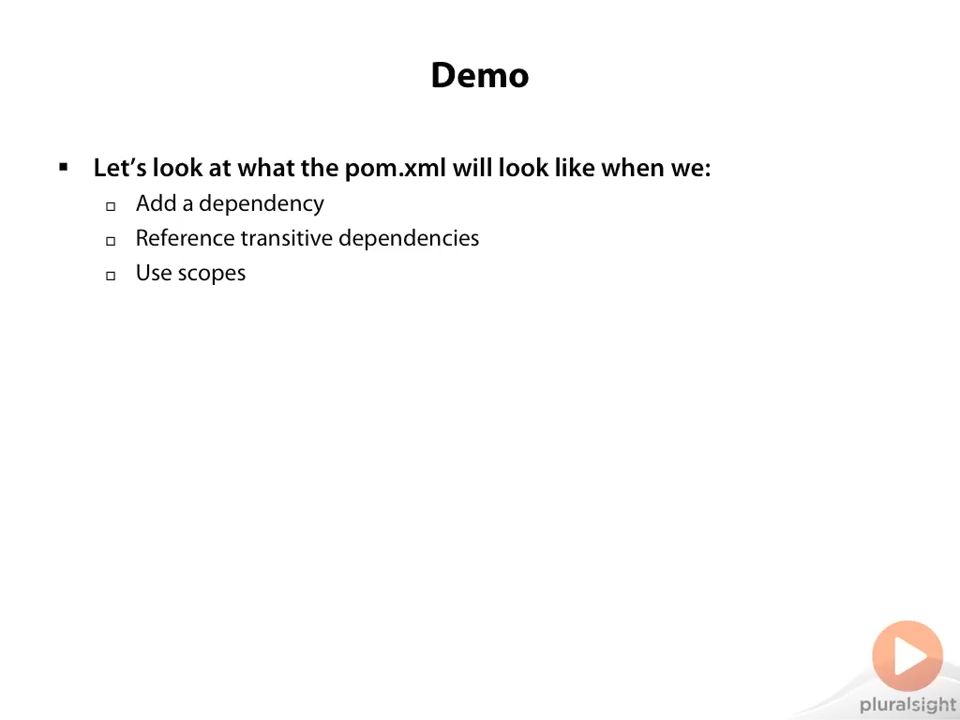 Demo
Let's look at what the pom.xml will look like when we:
Add a dependency
Reference transitive dependencies
Use scopes
pluralsight